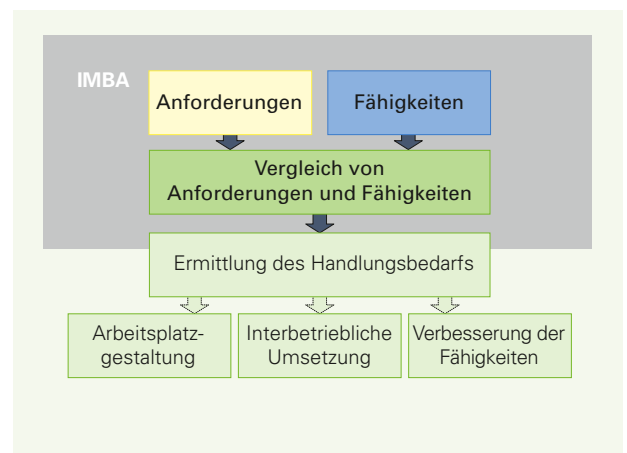 IMBA
Anforderungen
Fähigkeiten
Vergleich von
Anforderungen und Fähigkeiten
Ermittlung des Handlungsbedarfs
Arbeitsplatz-
gestaltung
Interbetriebliche
Umsetzung
Verbesserung der
Fähigkeiten